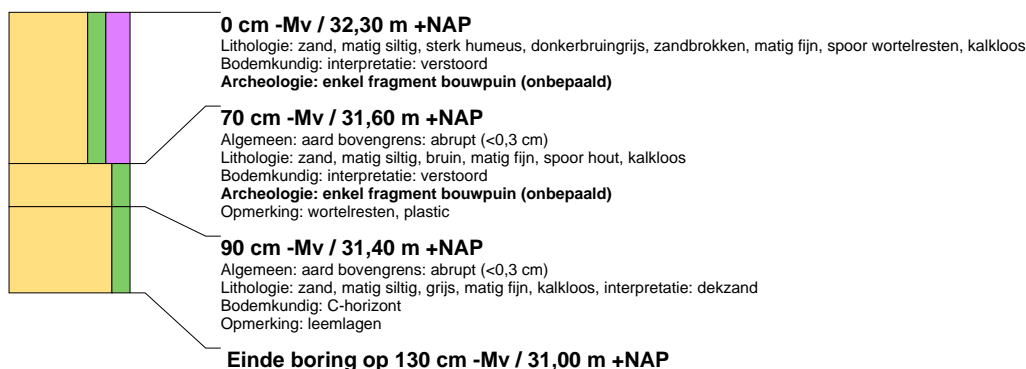 0 cm -Mv / 32,30 m +NAP
Lithologie: zand, matig siltig, sterk humeus, donkerbruingrijs, zandbrokken, matig fijn, spoor wortelresten, kalkloos
Bodemkundig: interpretatie: verstoord
Archeologie: enkel fragment bouwpuin (onbepaald)
70 cm -Mv / 31,60 m +NAP
Algemeen: aard bovengrens: abrupt (<0,3 cm)
Lithologie: zand, matig siltig, bruin, matig fijn, spoor hout, kalkloos
Bodemkundig: interpretatie: verstoord
Archeologie: enkel fragment bouwpuin (onbepaald)
Opmerking: wortelresten, plastic
90 cm -Mv / 31,40 m +NAP
Algemeen: aard bovengrens: abrupt (<0,3 cm)
Lithologie: zand, matig siltig, grijs, matig fijn, kalkloos, interpretatie: dekzand
Bodemkundig: C-horizont
Opmerking: leemlagen
Einde boring op 130 cm -Mv / 31,00 m +NAP